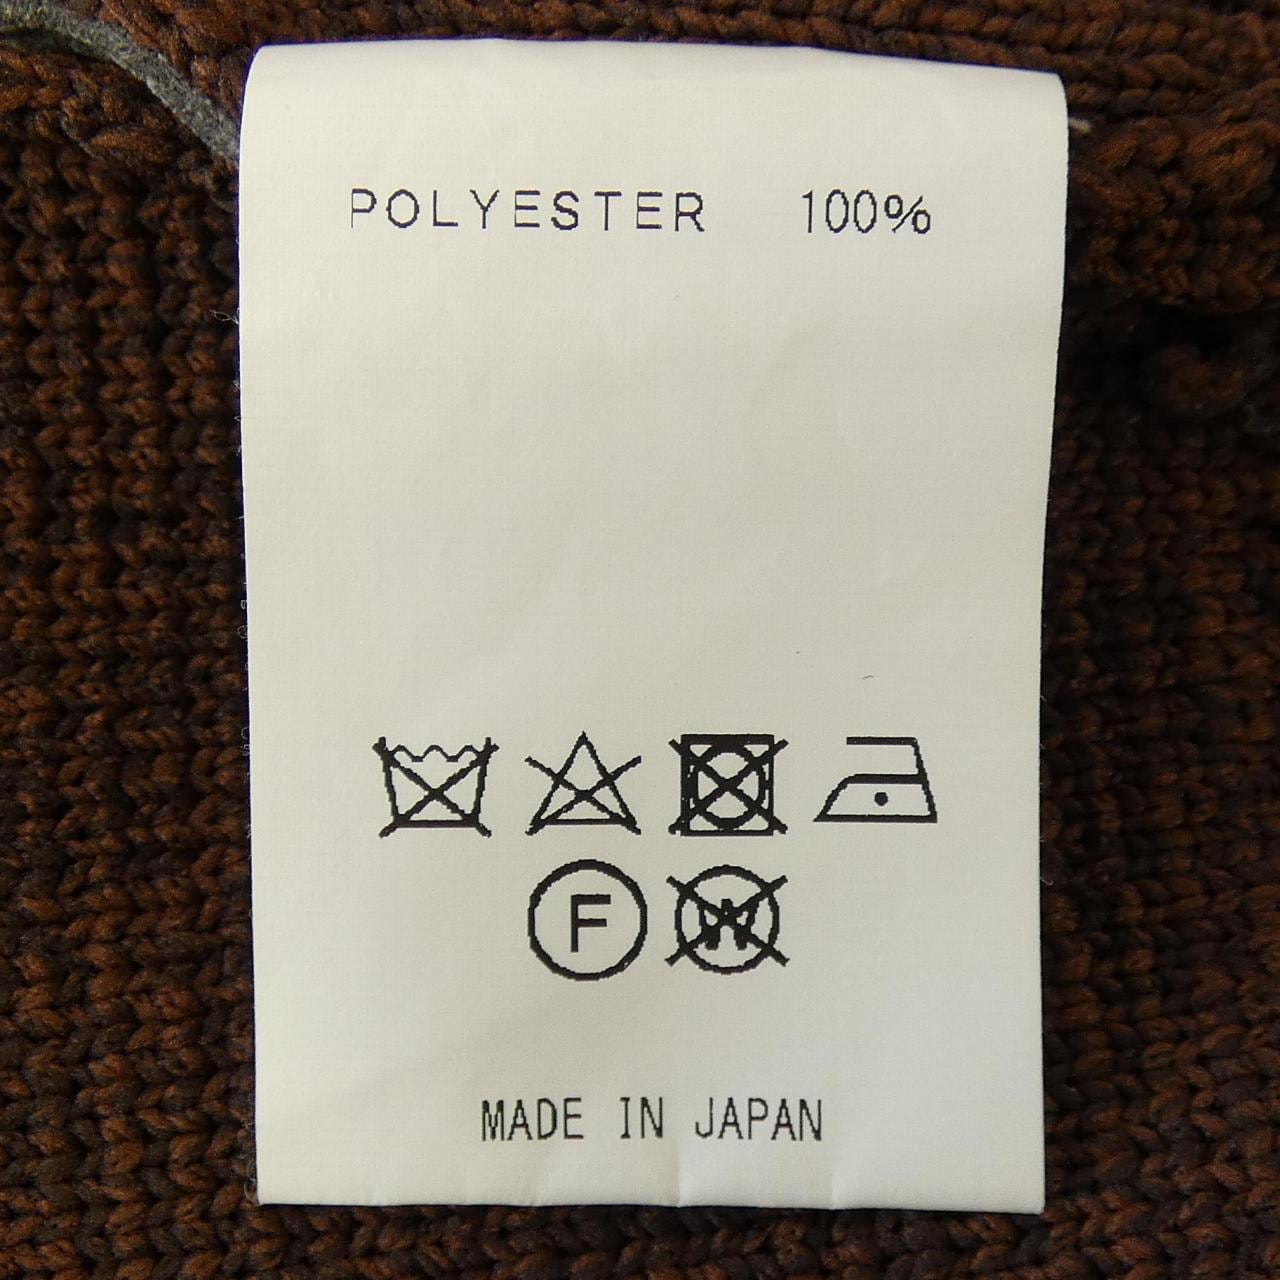 POLYESTER 100%
F W
MADE IN JAPAN